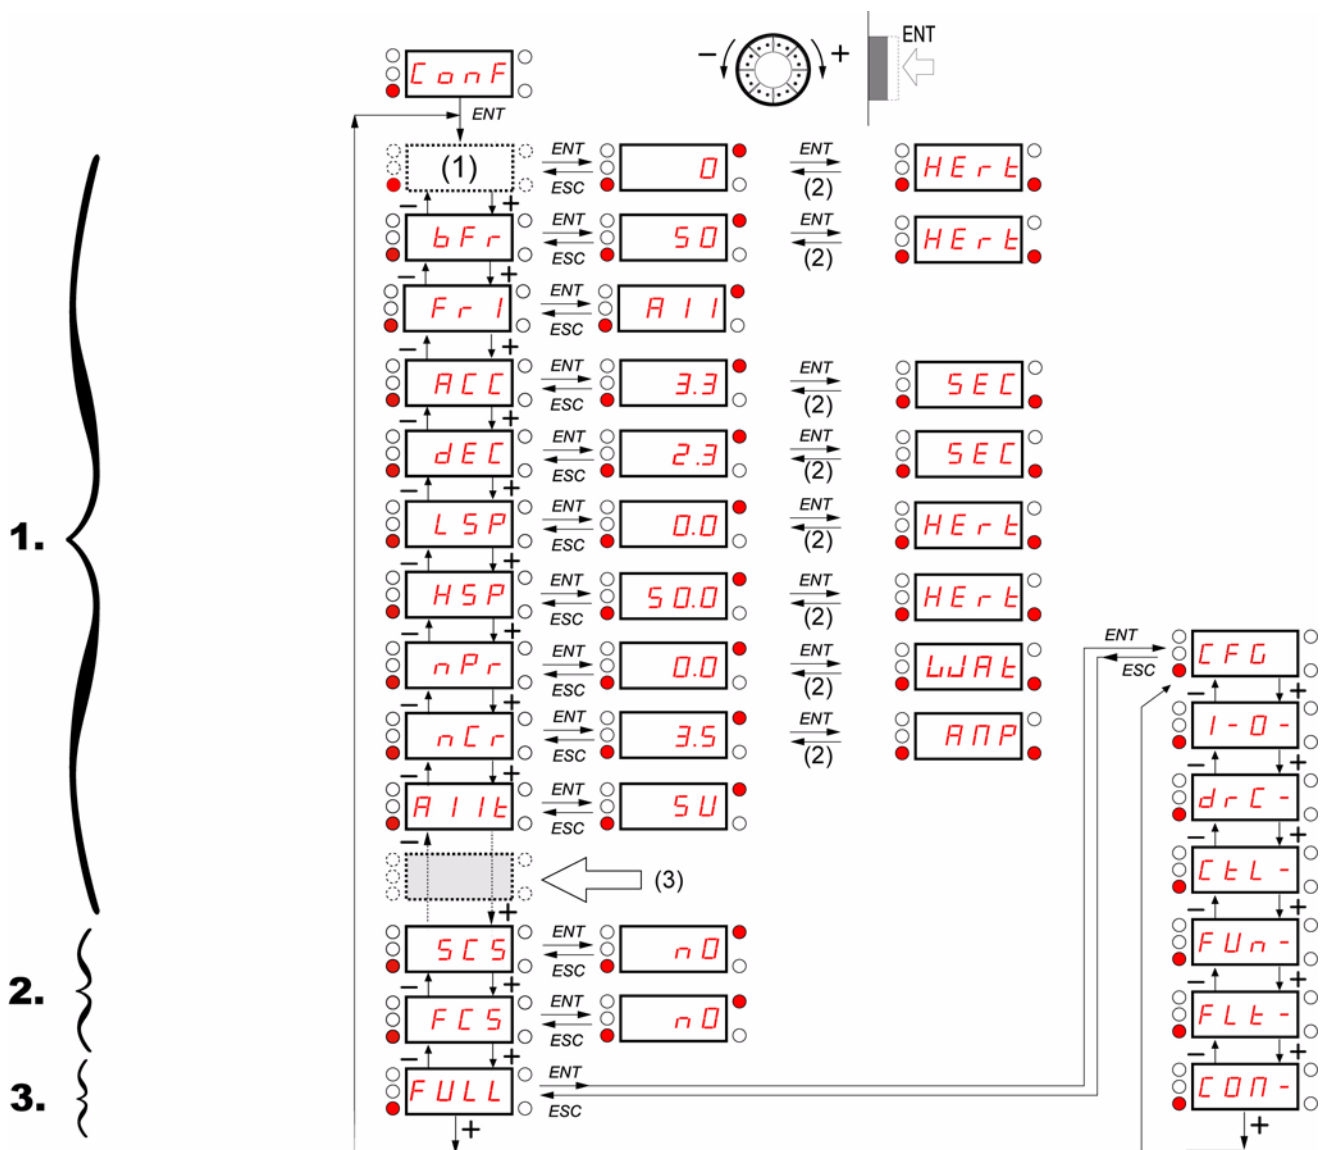 ENT
− +
ConF
ENT
(1) ENT ESC 0 ENT (2) HErt
− +
bFr ENT ESC 50 ENT (2) HErt
− +
Fr1 ENT ESC A11
− +
ACC ENT ESC 3.3 ENT (2) SEC
− +
dEC ENT ESC 2.3 ENT (2) SEC
− +
LSP ENT ESC 0.0 ENT (2) HErt
1.
− +
HSP ENT ESC 50.0 ENT (2) HErt
− +
nPr ENT ESC 0.0 ENT (2) WAt
− +
nCr ENT ESC 3.5 ENT (2) AMP
− +
A11t ENT ESC 5U
−
(3)
+
SCS ENT ESC nO
2.
− +
FCS ENT ESC nO
− +
3.
FULL ENT ESC
+
ENT ESC CFG
− +
I-O-
− +
drC-
− +
CtL-
− +
FUn-
− +
FLt-
− +
COM-
+